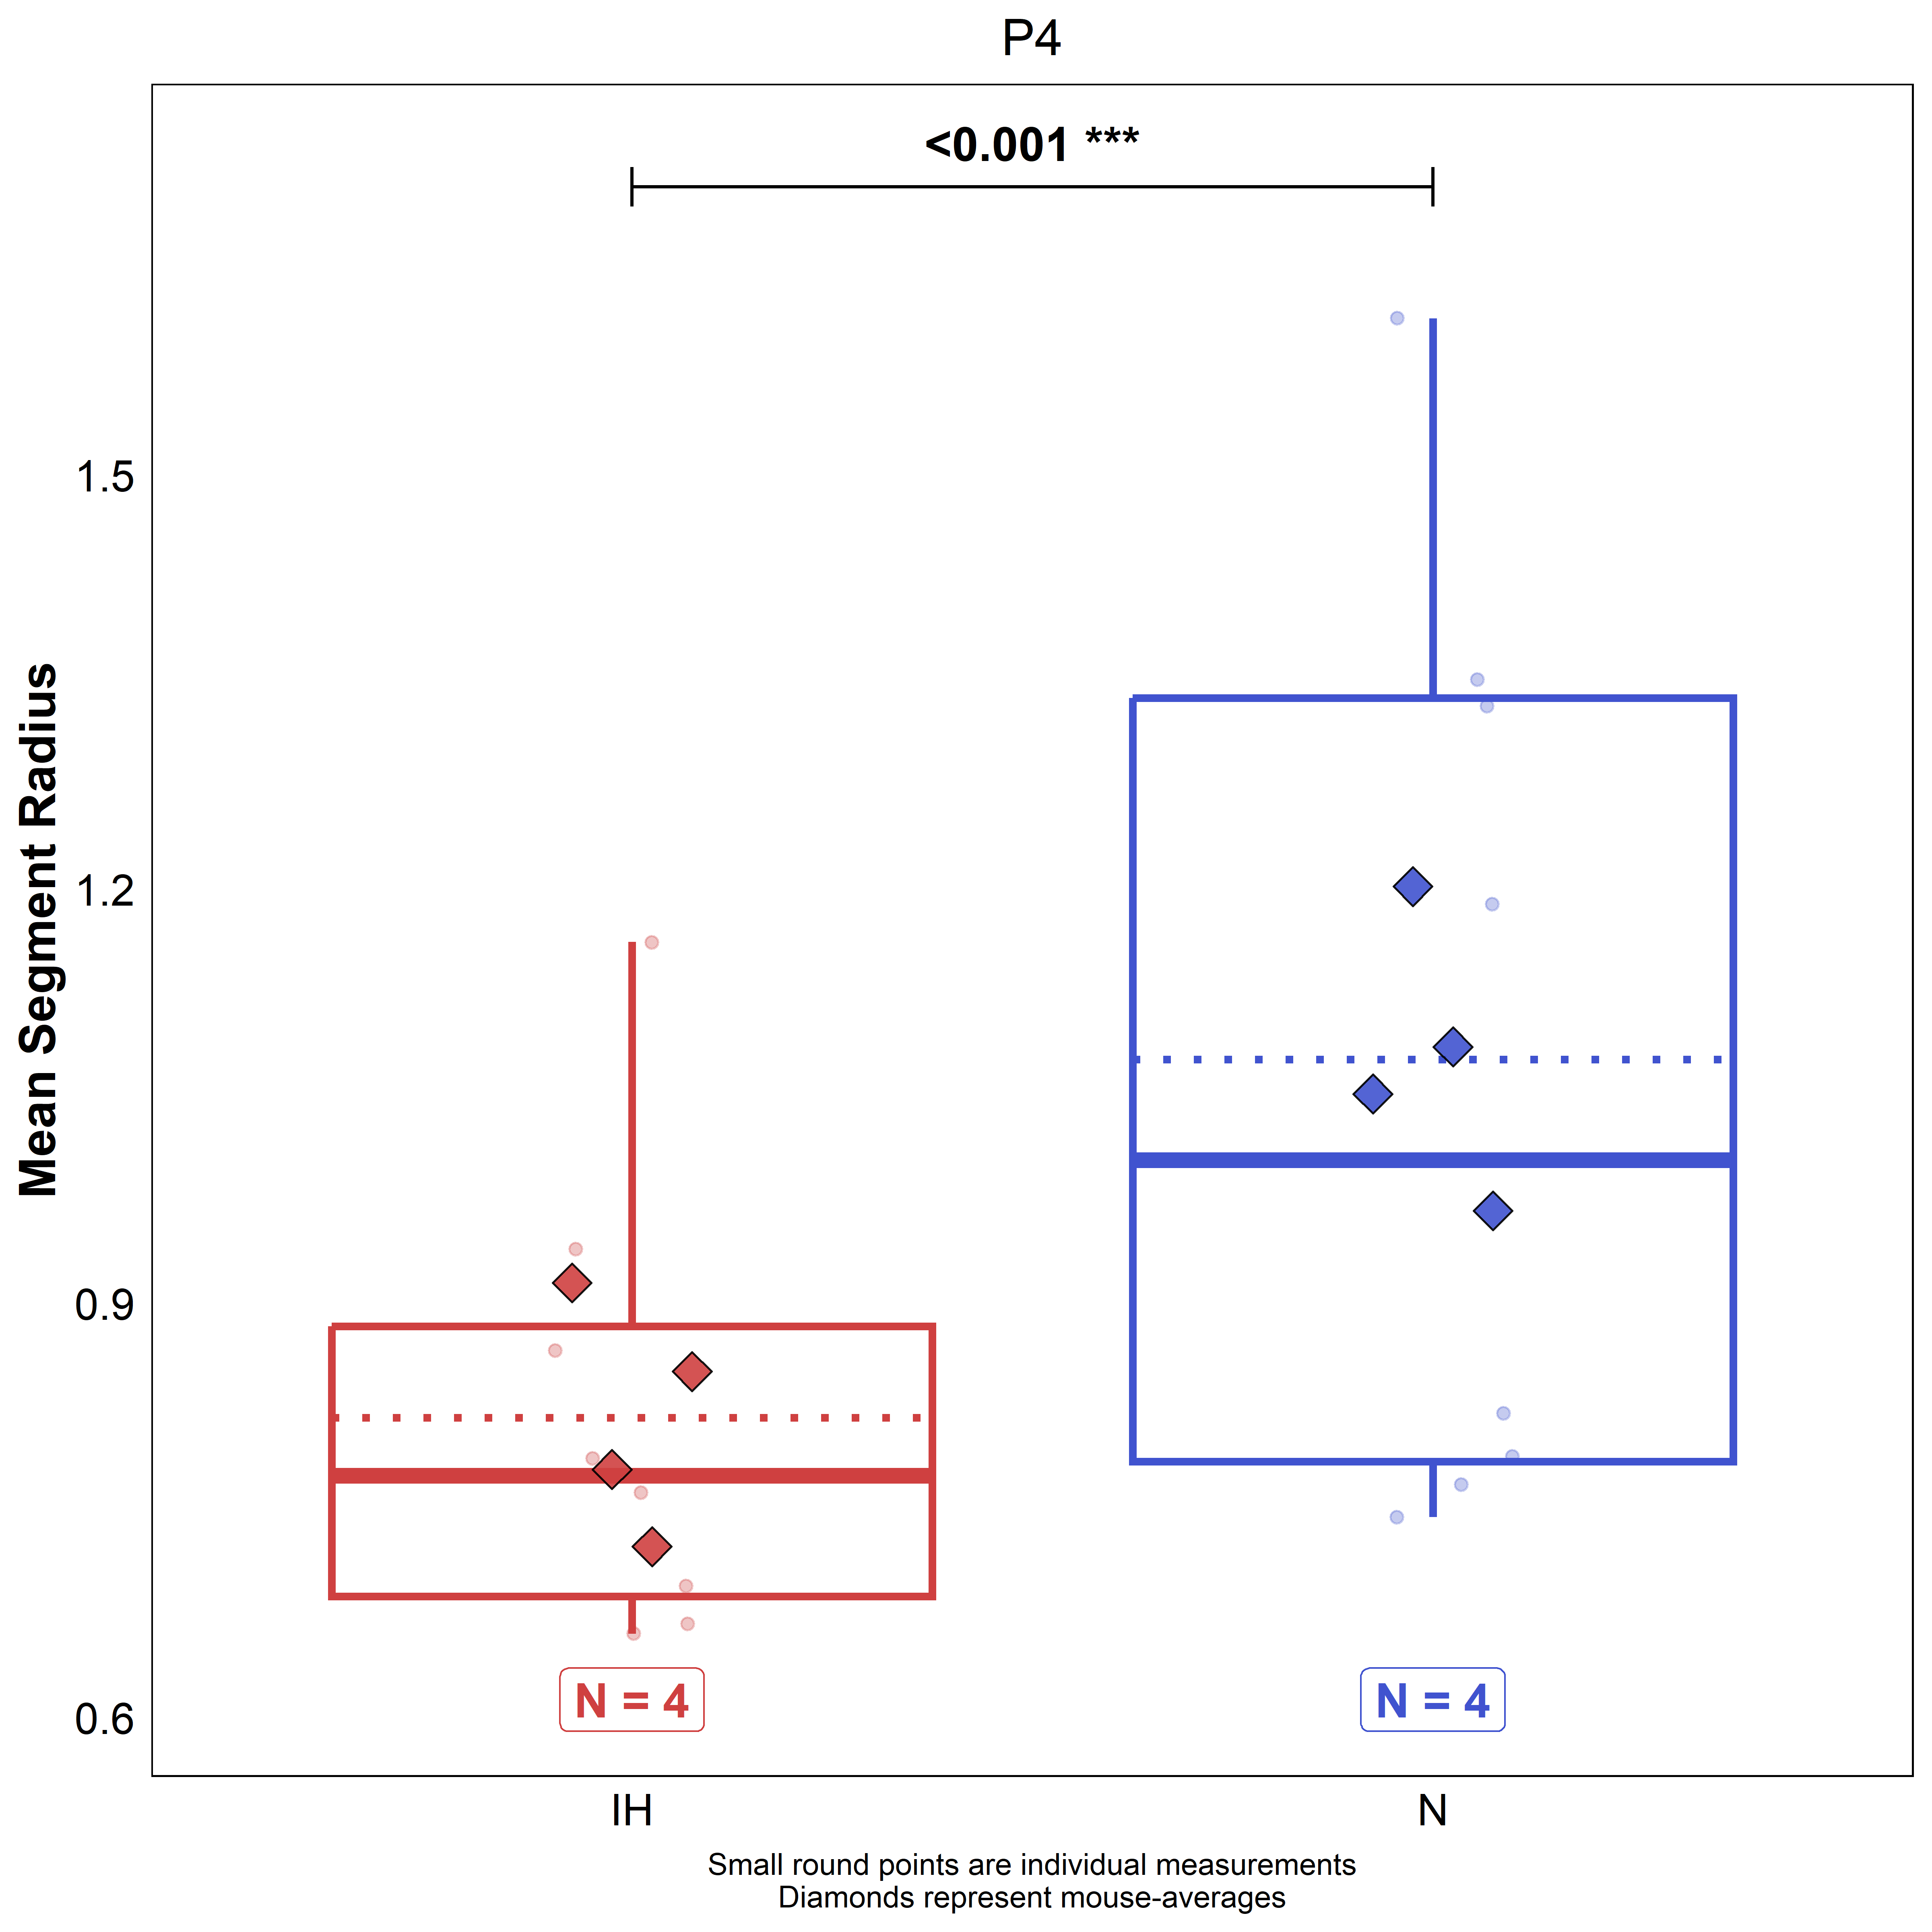 P4
<0.001 ***
Mean Segment Radius
1.5
1.2
0.9
0.6
N = 4
N = 4
IH
N
Small round points are individual measurements
Diamonds represent mouse-averages